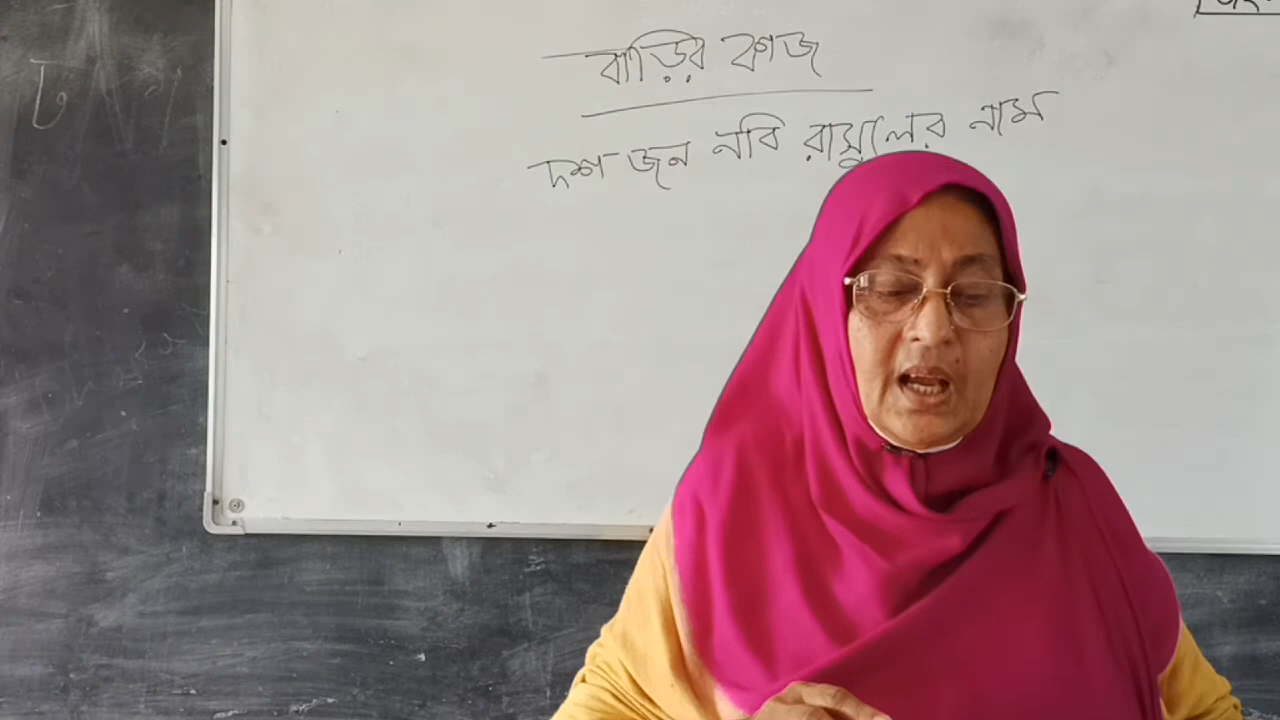 বাড়ির কাজ
দশ জন নবি রাসুলের নাম